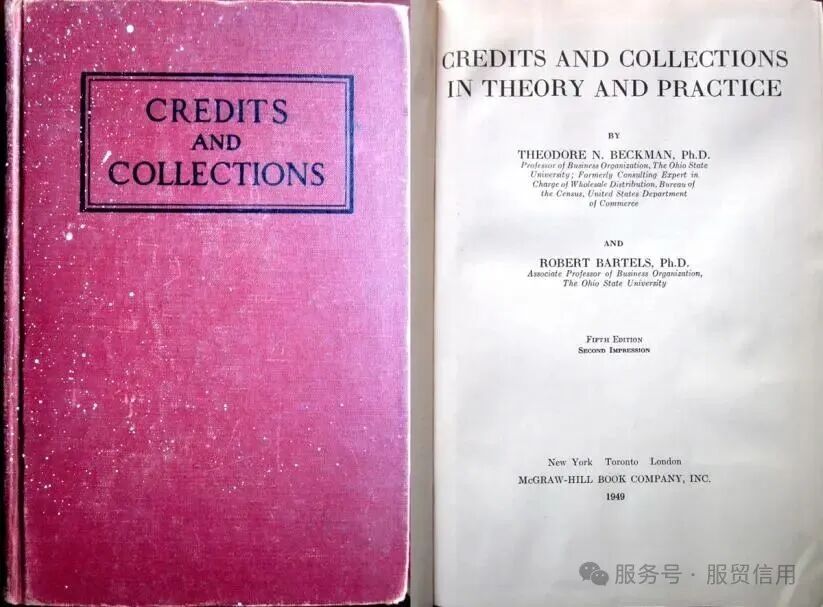 CREDITS
AND
COLLECTIONS
CREDITS AND COLLECTIONS
IN THEORY AND PRACTICE
BY
THEODORE N. BECKMAN, Ph.D.
Professor of Business Organization, The Ohio State
University; Formerly Consulting Expert in
Charge of Wholesale Distribution, Bureau of
the Census, United States Department
of Commerce
AND
ROBERT BARTELS, Ph.D.
Associate Professor of Business Organization,
The Ohio State University
FIFTH EDITION
SECOND IMPRESSION
New York Toronto London
McGRAW-HILL BOOK COMPANY, INC.
1949
服务号 · 服贸信用